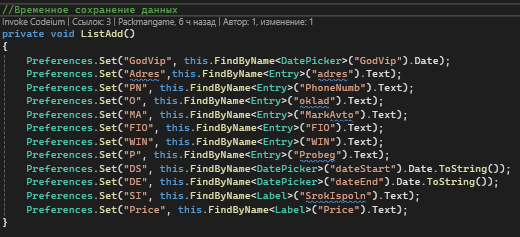 //Временное сохранение данных
Invoke Codeium | Ссылок: 3 | Packmangame, 6 ч назад | Автор: 1, изменение: 1
private void ListAdd()
{
Preferences.Set("GodVip", this.FindByName<DatePicker>("GodVip").Date);
Preferences.Set("Adres",this.FindByName<Entry>("adres").Text);
Preferences.Set("PN", this.FindByName<Entry>("PhoneNumb").Text);
Preferences.Set("O", this.FindByName<Entry>("oklad").Text);
Preferences.Set("MA", this.FindByName<Entry>("MarkAvto").Text);
Preferences.Set("FIO", this.FindByName<Entry>("FIO").Text);
Preferences.Set("WIN", this.FindByName<Entry>("WIN").Text);
Preferences.Set("P", this.FindByName<Entry>("Probeg").Text);
Preferences.Set("DS", this.FindByName<DatePicker>("dateStart").Date.ToString());
Preferences.Set("DE", this.FindByName<DatePicker>("dateEnd").Date.ToString());
Preferences.Set("SI", this.FindByName<Label>("SrokIspoln").Text);
Preferences.Set("Price", this.FindByName<Label>("Price").Text);
}